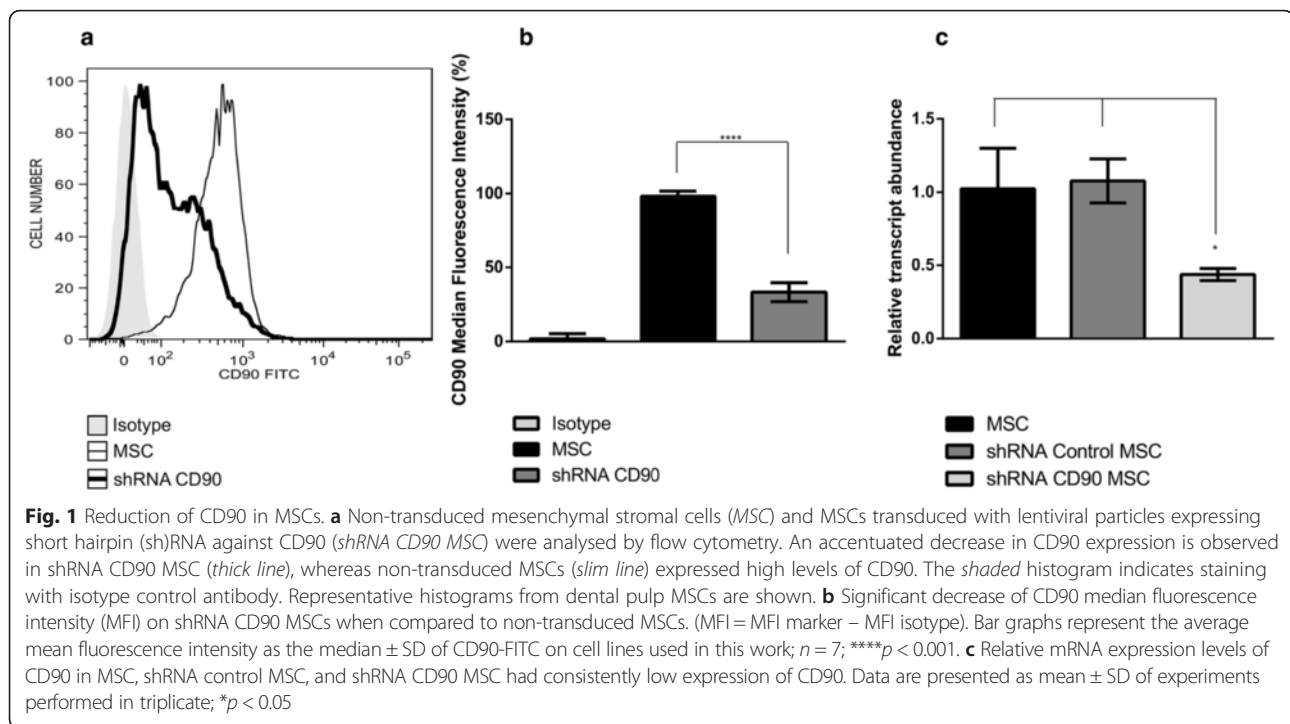 a
b
c
CELL NUMBER
100
80
60
40
20
0
0 10² 10³ 10⁴ 10⁵
CD90 FITC
Isotype
MSC
shRNA CD90
CD90 Median Fluorescence Intensity (%)
150
100
50
0
****
Isotype
MSC
shRNA CD90
Relative transcript abundance
1.5
1.0
0.5
0.0
*
MSC
shRNA Control MSC
shRNA CD90 MSC
Fig. 1 Reduction of CD90 in MSCs. a Non-transduced mesenchymal stromal cells (MSC) and MSCs transduced with lentiviral particles expressing
short hairpin (sh)RNA against CD90 (shRNA CD90 MSC) were analysed by flow cytometry. An accentuated decrease in CD90 expression is observed
in shRNA CD90 MSC (thick line), whereas non-transduced MSCs (slim line) expressed high levels of CD90. The shaded histogram indicates staining
with isotype control antibody. Representative histograms from dental pulp MSCs are shown. b Significant decrease of CD90 median fluorescence
intensity (MFI) on shRNA CD90 MSCs when compared to non-transduced MSCs. (MFI = MFI marker – MFI isotype). Bar graphs represent the average
mean fluorescence intensity as the median ± SD of CD90-FITC on cell lines used in this work; n = 7; ****p < 0.001. c Relative mRNA expression levels of
CD90 in MSC, shRNA control MSC, and shRNA CD90 MSC had consistently low expression of CD90. Data are presented as mean ± SD of experiments
performed in triplicate; *p < 0.05